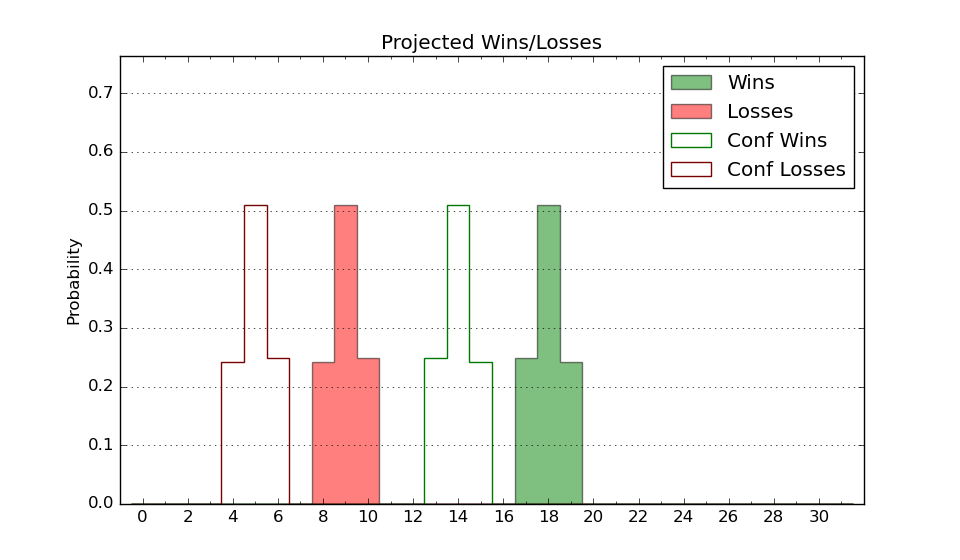 Projected Wins/Losses
Wins
Losses
Conf Wins
Conf Losses
Probability
0.7
0.6
0.5
0.4
0.3
0.2
0.1
0.0
0 2 4 6 8 10 12 14 16 18 20 22 24 26 28 30